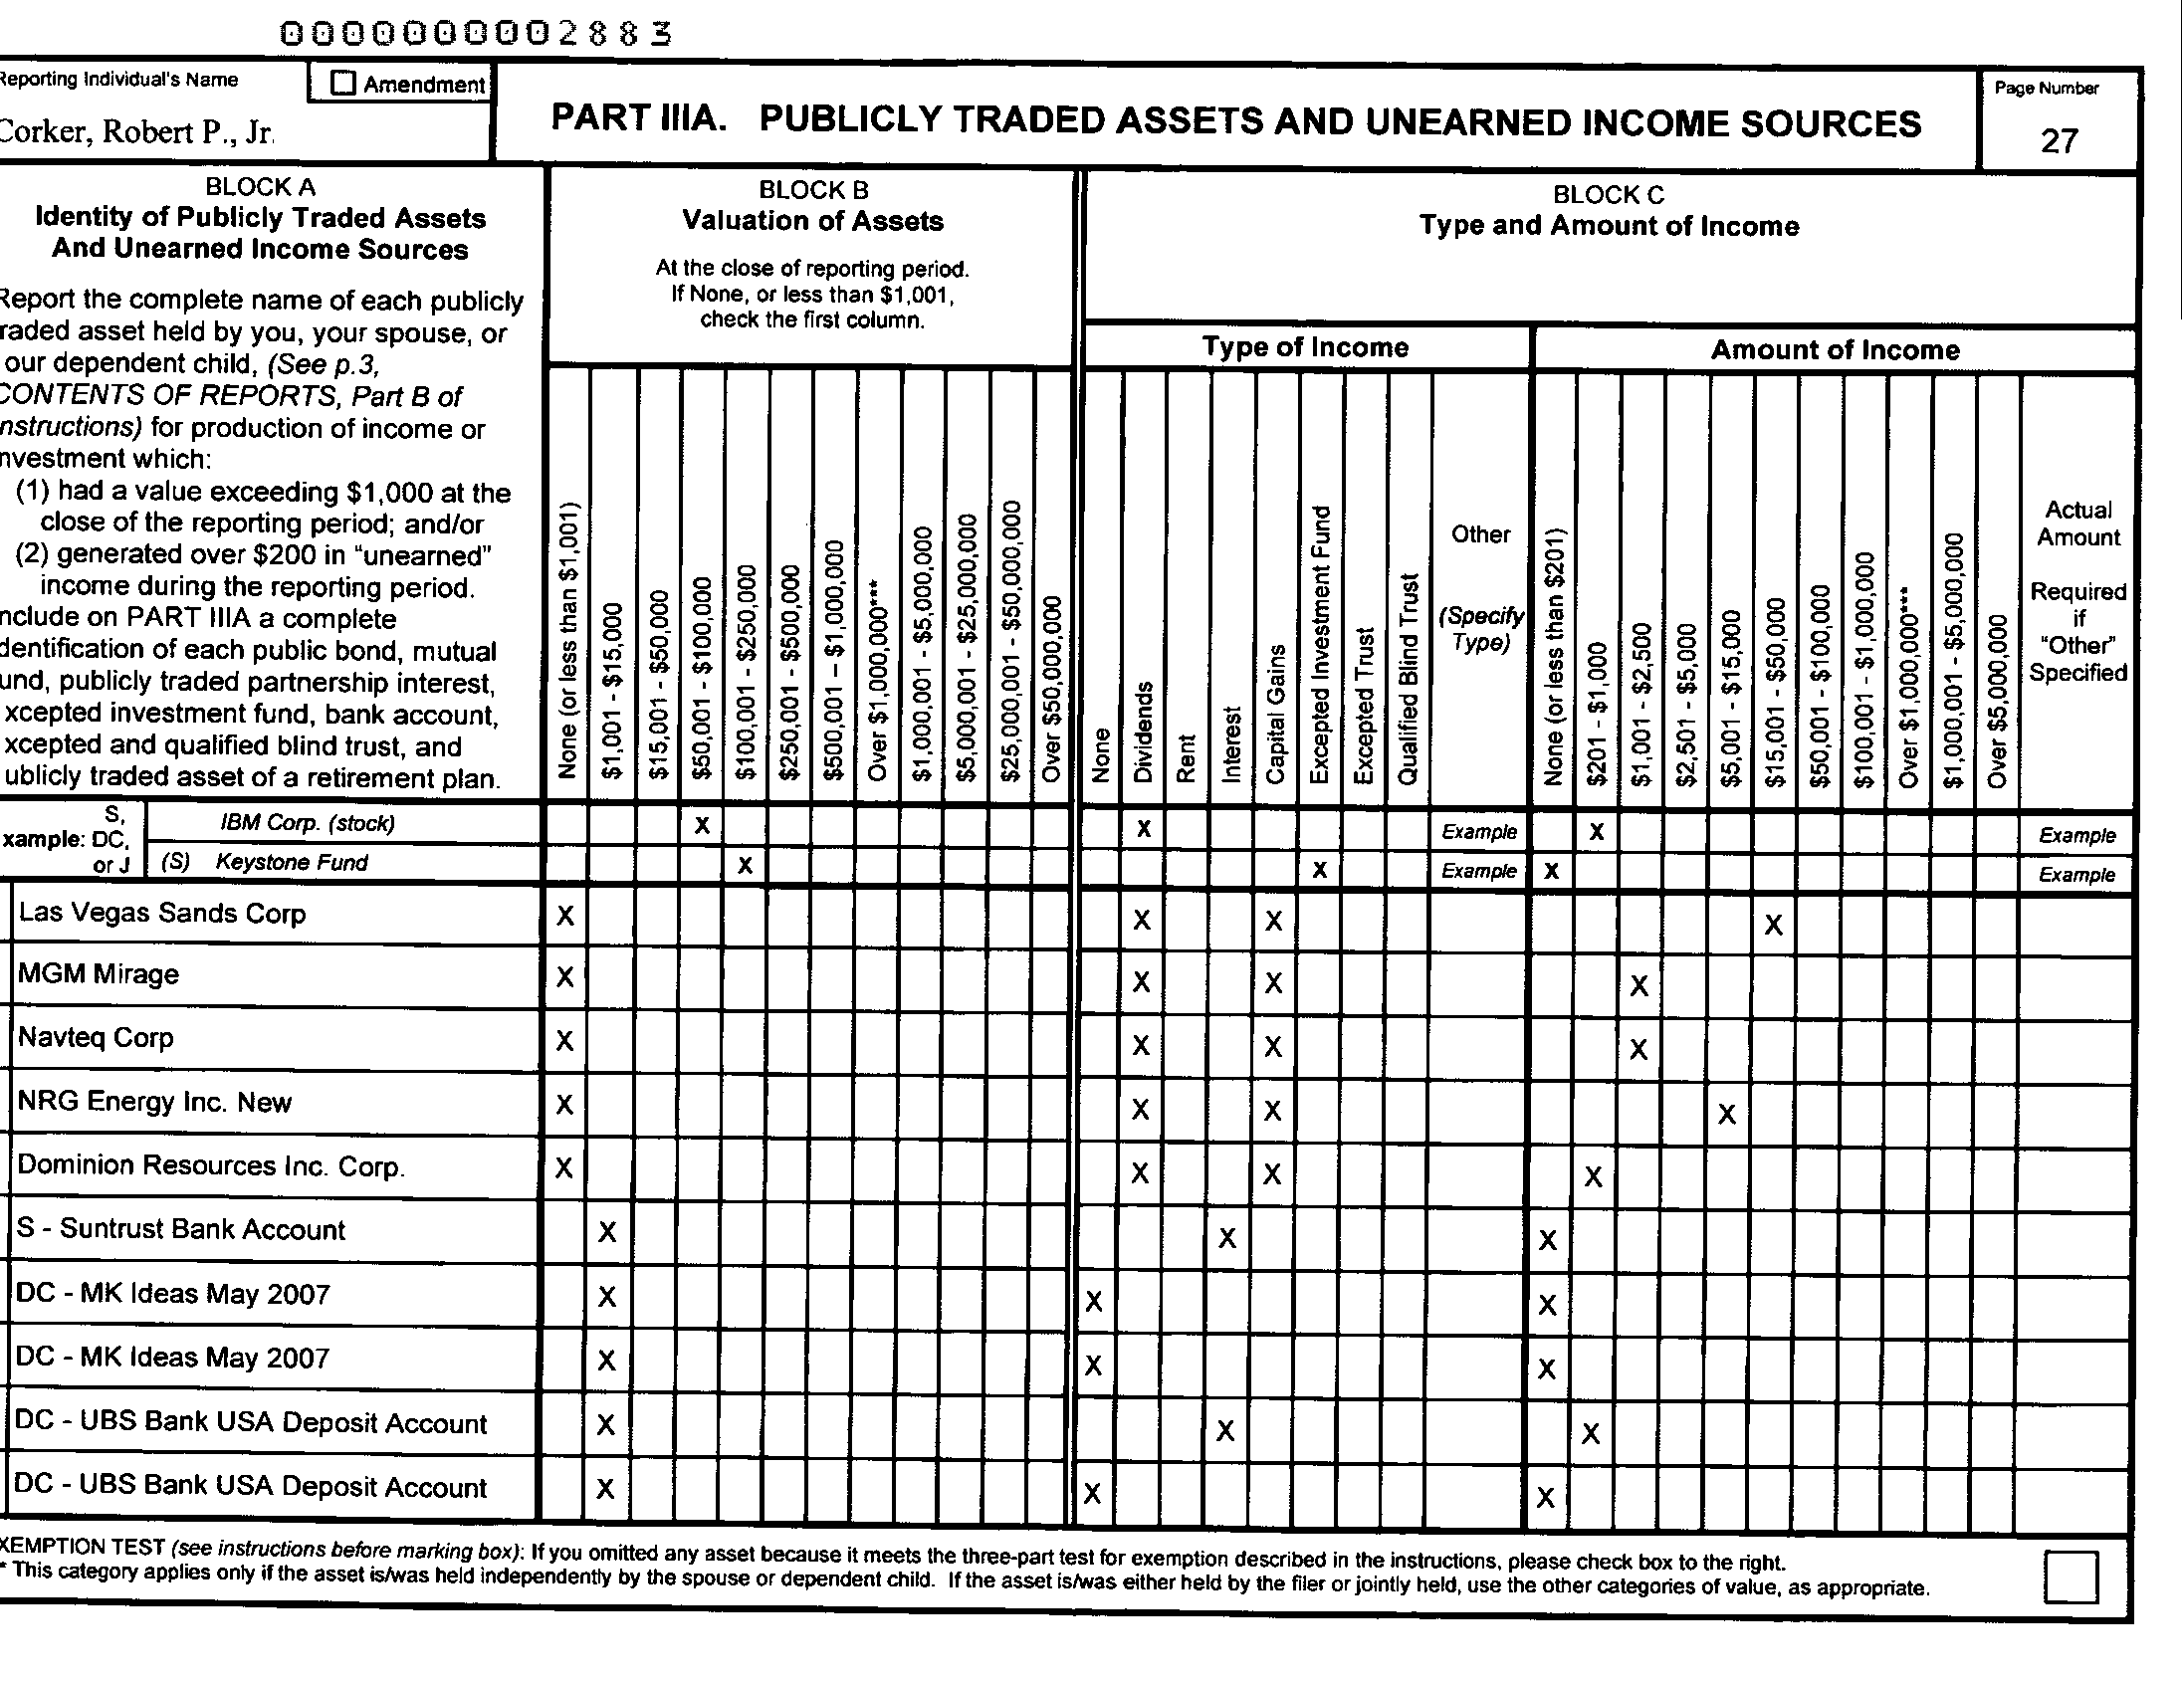 0000000002883
Reporting Individual's Name
☐ Amendment
Corker, Robert P., Jr.
PART IIIA. PUBLICLY TRADED ASSETS AND UNEARNED INCOME SOURCES
Page Number
27
BLOCK A
Identity of Publicly Traded Assets
And Unearned Income Sources
Report the complete name of each publicly
raded asset held by you, your spouse, or
our dependent child, (See p.3,
CONTENTS OF REPORTS, Part B of
nstructions) for production of income or
nvestment which:
(1) had a value exceeding $1,000 at the
close of the reporting period; and/or
(2) generated over $200 in "unearned"
income during the reporting period.
nclude on PART IIIA a complete
dentification of each public bond, mutual
und, publicly traded partnership interest,
xcepted investment fund, bank account,
xcepted and qualified blind trust, and
ublicly traded asset of a retirement plan.
BLOCK B
Valuation of Assets
At the close of reporting period.
If None, or less than $1,001,
check the first column.
None (or less than $1,001)
$1,001 - $15,000
$15,001 - $50,000
$50,001 - $100,000
$100,001 - $250,000
$250,001 - $500,000
$500,001 – $1,000,000
Over $1,000,000***
$1,000,001 - $5,000,000
$5,000,001 - $25,000,000
$25,000,001 - $50,000,000
Over $50,000,000
BLOCK C
Type and Amount of Income
Type of Income
None
Dividends
Rent
Interest
Capital Gains
Excepted Investment Fund
Excepted Trust
Qualified Blind Trust
Other
(Specify
Type)
Amount of Income
None (or less than $201)
$201 - $1,000
$1,001 - $2,500
$2,501 - $5,000
$5,001 - $15,000
$15,001 - $50,000
$50,001 - $100,000
$100,001 - $1,000,000
Over $1,000,000***
$1,000,001 - $5,000,000
Over $5,000,000
Actual
Amount
Required
if
"Other"
Specified
xample: S, DC, or J
IBM Corp. (stock) X X Example X Example
(S) Keystone Fund X X Example X Example
Las Vegas Sands Corp X X X X
MGM Mirage X X X X
Navteq Corp X X X X
NRG Energy Inc. New X X X X
Dominion Resources Inc. Corp. X X X X
S - Suntrust Bank Account X X X
DC - MK Ideas May 2007 X X X
DC - MK Ideas May 2007 X X X
DC - UBS Bank USA Deposit Account X X X
DC - UBS Bank USA Deposit Account X X X
XEMPTION TEST (see instructions before marking box): If you omitted any asset because it meets the three-part test for exemption described in the instructions, please check box to the right.
* This category applies only if the asset is/was held independently by the spouse or dependent child. If the asset is/was either held by the filer or jointly held, use the other categories of value, as appropriate.